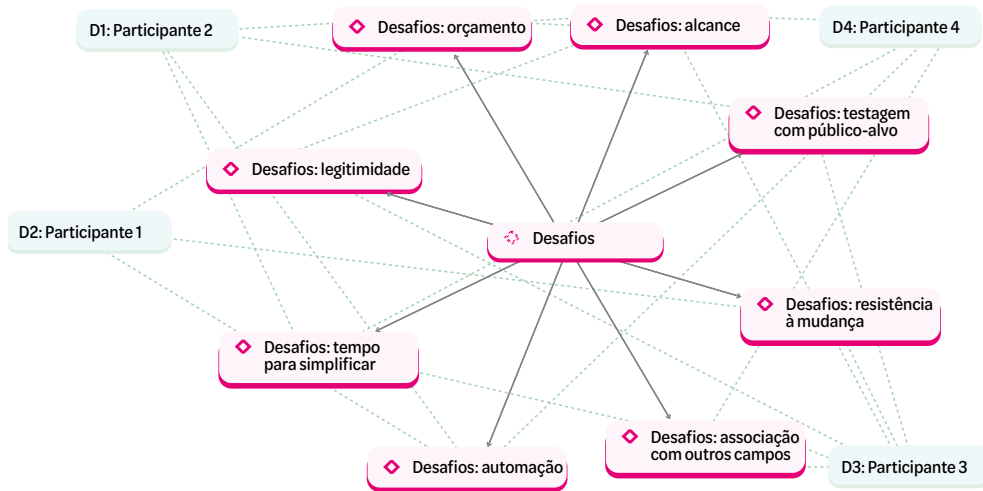 D1: Participante 2
Desafios: orçamento
Desafios: alcance
D4: Participante 4
Desafios: testagem
com público-alvo
Desafios: legitimidade
D2: Participante 1
Desafios
Desafios: resistência
à mudança
Desafios: tempo
para simplificar
Desafios: associação
com outros campos
Desafios: automação
D3: Participante 3